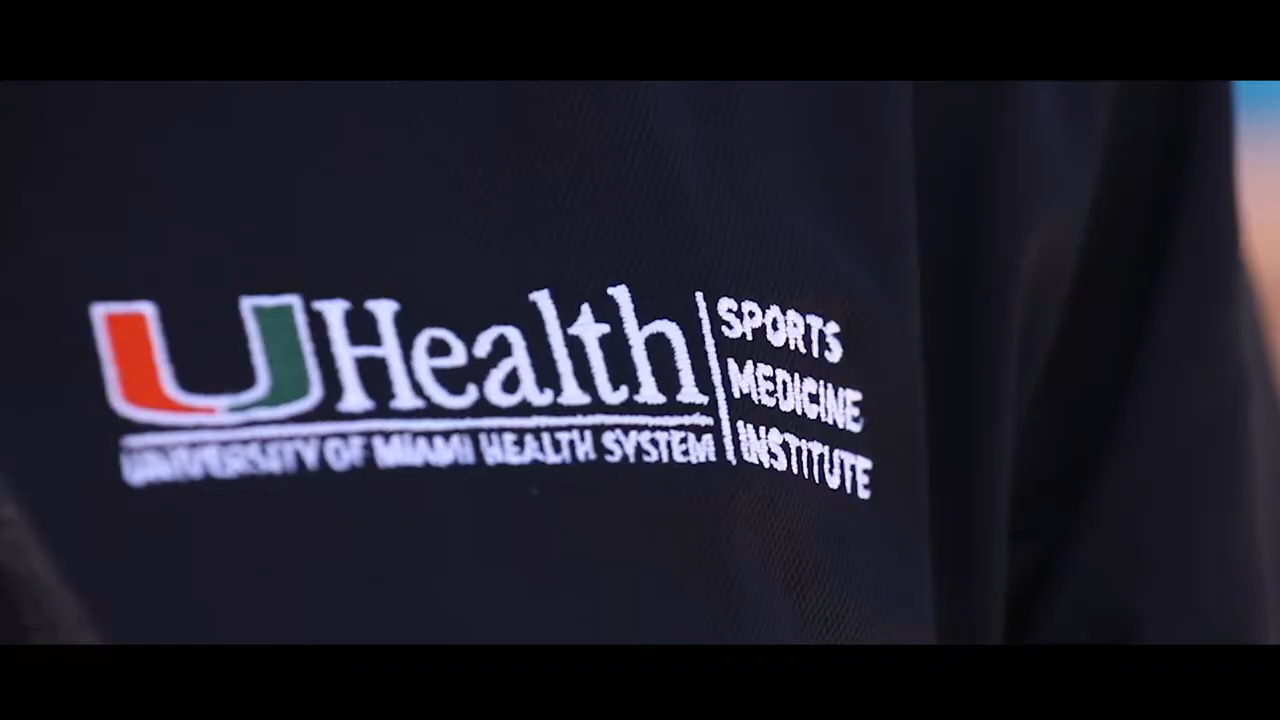 UHealth
UNIVERSITY OF MIAMI HEALTH SYSTEM
SPORTS
MEDICINE
INSTITUTE